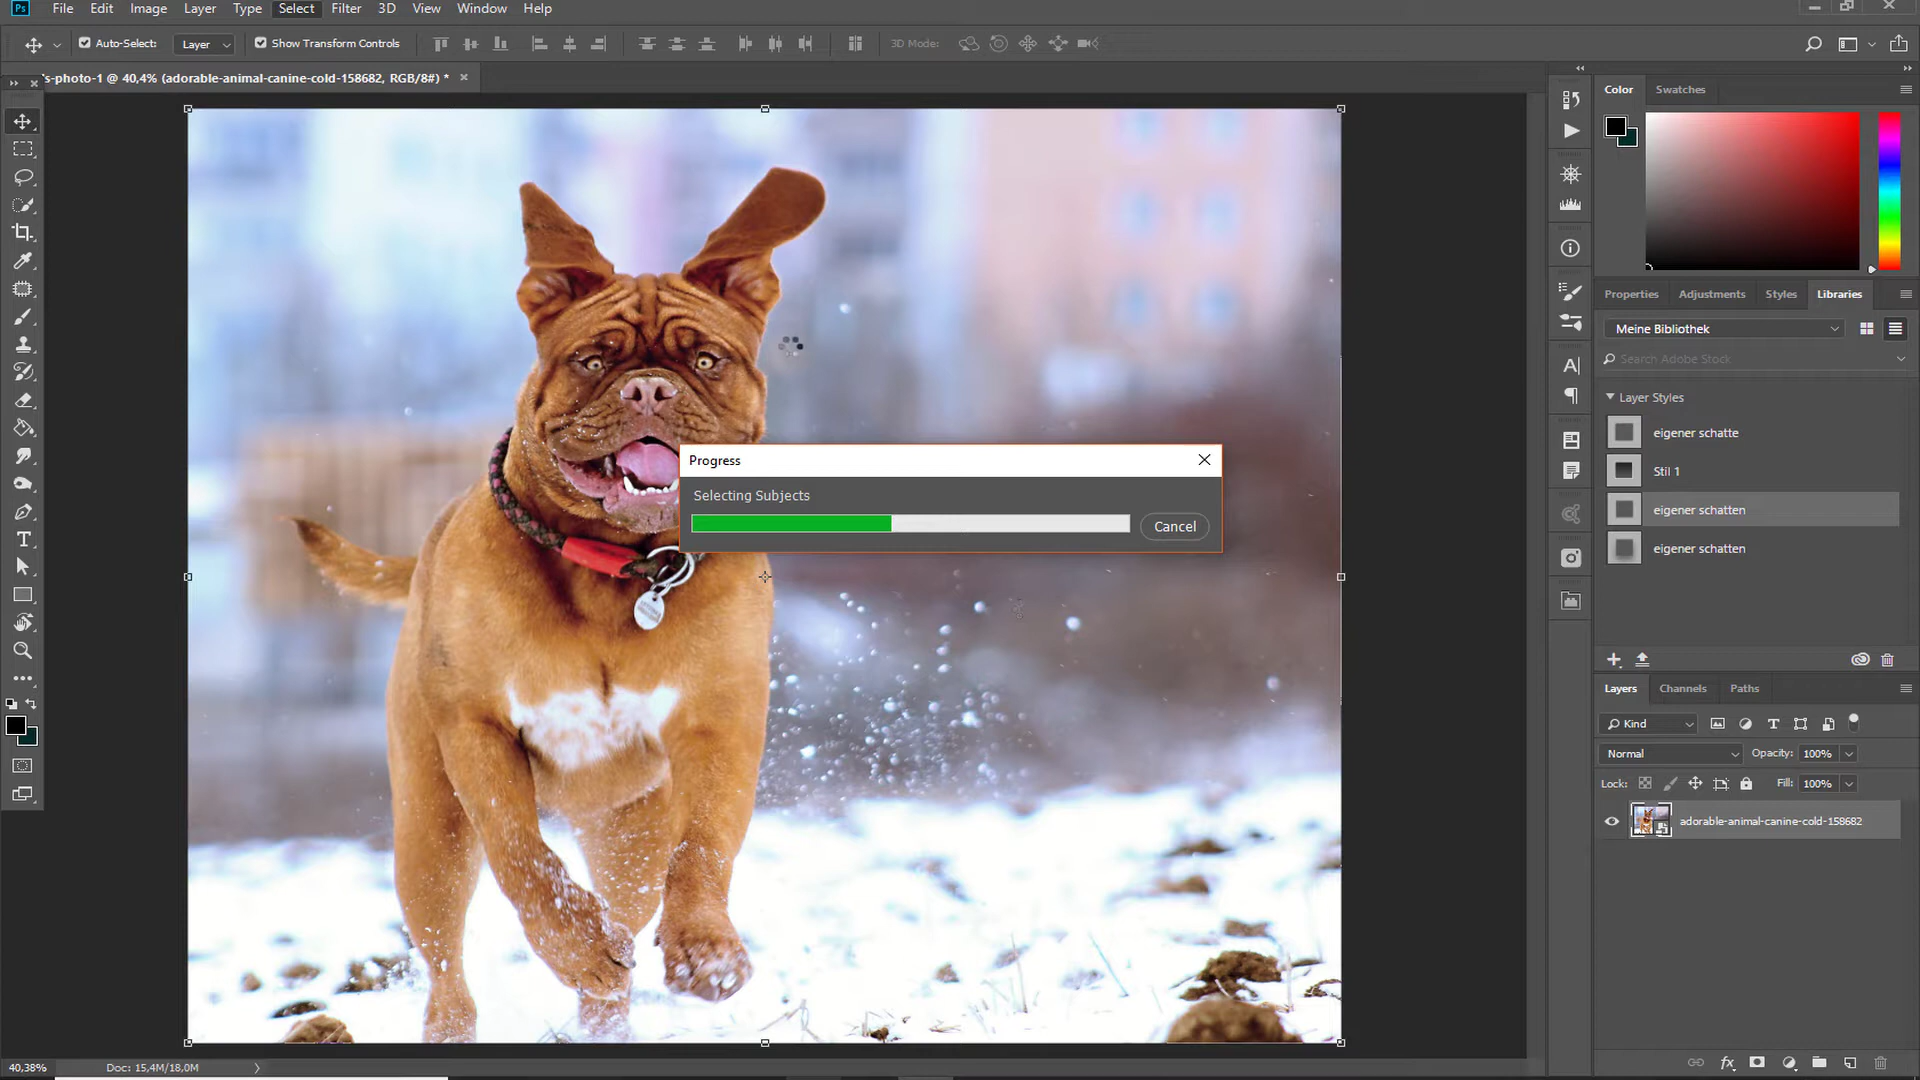 Ps File Edit Image Layer Type Select Filter 3D View Window Help
Auto-Select: Layer Show Transform Controls 3D Mode:
s-photo-1 @ 40,4% (adorable-animal-canine-cold-158682, RGB/8#) *
Color Swatches
Properties Adjustments Styles Libraries
Meine Bibliothek
Search Adobe Stock
Layer Styles
eigener schatte
Stil 1
eigener schatten
eigener schatten
Progress
Selecting Subjects
Cancel
Layers Channels Paths
Kind
Normal Opacity: 100%
Lock: Fill: 100%
adorable-animal-canine-cold-158682
40,38% Doc: 15,4M/18,0M